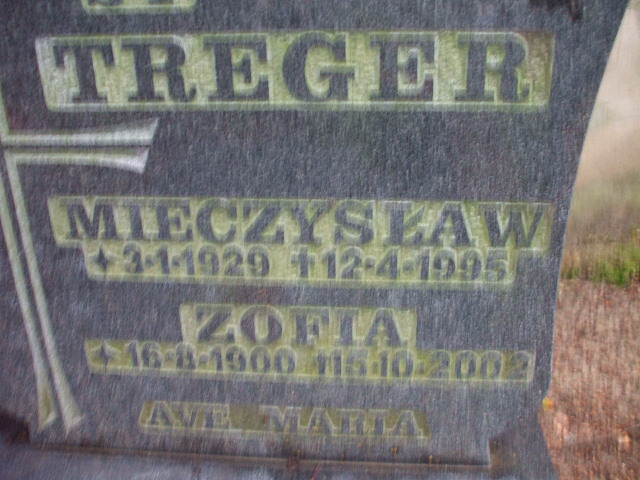 TREGER
MIECZYSŁAW
✦ 3·1·1929 †12·4·1995
ZOFIA
✦ 16·8·1900 †15·10·2002
AVE MARIA